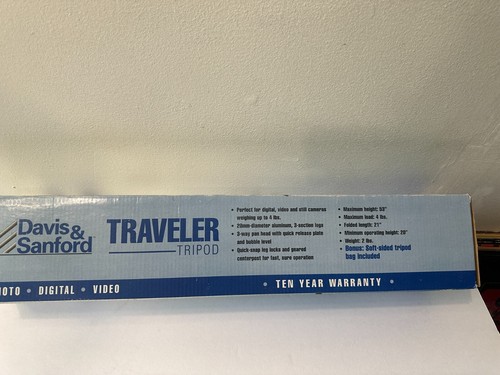 Davis&
Sanford
TRAVELER
TRIPOD
• Perfect for digital, video and still cameras
weighing up to 4 lbs.
• 20mm-diameter aluminum, 3-section legs
• 3-way pan head with quick release plate
and bubble level
• Quick-snap leg locks and geared
centerpost for fast, sure operation
• Maximum height: 53"
• Maximum load: 4 lbs.
• Folded length: 21"
• Minimum operating height: 20"
• Weight: 2 lbs.
• Bonus: Soft-sided tripod
bag included
OTO • DIGITAL • VIDEO
• TEN YEAR WARRANTY •